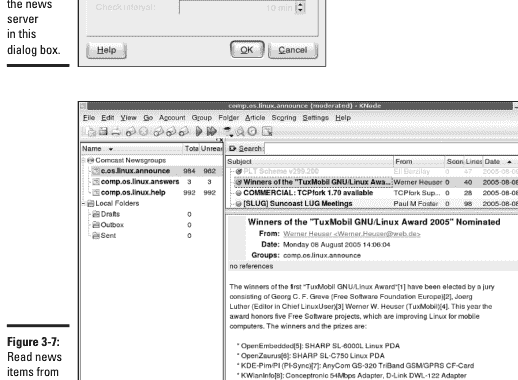 the news
server
in this
dialog box.
Check interval:
10 min
Help
OK
Cancel
comp.os.linux.announce (moderated) - KNode
File Edit View Go Account Group Folder Article Scoring Settings Help
Search:
Name Total Unread
Comcast Newsgroups
c.os.linux.announce 984 982
comp.os.linux.answers 3 3
comp.os.linux.help 992 992
Local Folders
Drafts 0
Outbox 0
Sent 0
Subject From Score Lines Date
PLT Scheme v299.200 Eli Barzilay 0 47 2005-08-08
Winners of the "TuxMobil GNU/Linux Awa... Werner Heuser 0 40 2005-08-08
COMMERCIAL: TCPfork 1.79 available TCPfork Sup... 0 28 2005-08-08
[SLUG] Suncoast LUG Meetings Paul M Foster 0 98 2005-08-08
Winners of the "TuxMobil GNU/Linux Award 2005" Nominated
From: Werner Heuser <Werner.Heuser@web.de>
Date: Monday 08 August 2005 14:06:04
Groups: comp.os.linux.announce
no references
The winners of the first "TuxMobil GNU/Linux Award"[1] have been elected by a jury
consisting of Georg C. F. Greve (Free Software Foundation Europe)[2], Joerg
Luther (Editor in Chief LinuxUser)[3] Werner W. Heuser (TuxMobil)[4]. This year the
award honors five Free Software projects, which are improving Linux for mobile
computers. The winners and the prizes are:
* OpenEmbedded[5]: SHARP SL-6000L Linux PDA
* OpenZaurus[6]: SHARP SL-C750 Linux PDA
* KDE-Pim/PI (PI-Sync)[7]: AnyCom GS-320 TriBand GSM/GPRS CF-Card
* KWlanInfo[8]: Conceptronic 54Mbps Adapter, D-Link DWL-122 Adapter
Figure 3-7:
Read news
items from